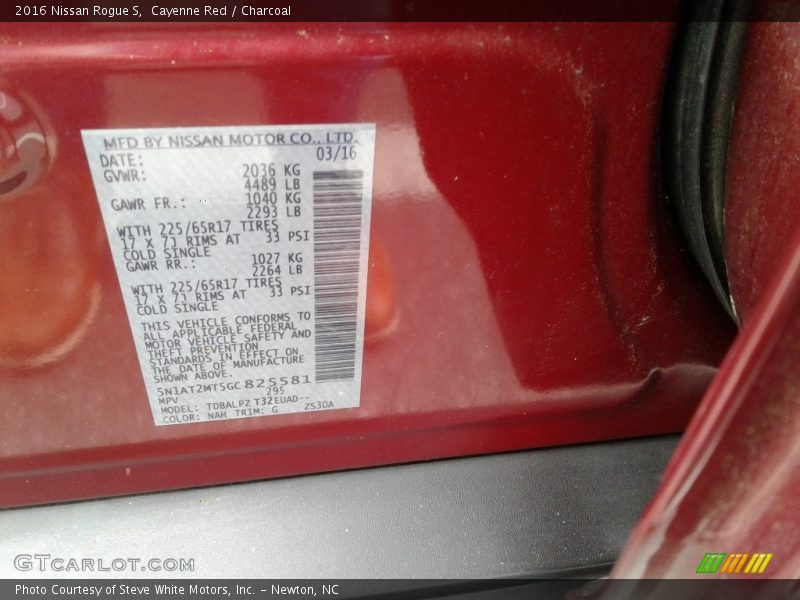 2016 Nissan Rogue S, Cayenne Red / Charcoal
MFD BY NISSAN MOTOR CO., LTD.
DATE: 03/16
GVWR: 2036 KG
4489 LB
GAWR FR.: 1040 KG
2293 LB
WITH 225/65R17 TIRES
17 X 7J RIMS AT 33 PSI
COLD SINGLE
GAWR RR.: 1027 KG
2264 LB
WITH 225/65R17 TIRES
17 X 7J RIMS AT 33 PSI
COLD SINGLE
THIS VEHICLE CONFORMS TO
ALL APPLICABLE FEDERAL
MOTOR VEHICLE SAFETY AND
THEFT PREVENTION
STANDARDS IN EFFECT ON
THE DATE OF MANUFACTURE
SHOWN ABOVE.
5N1AT2MT5GC825581
MPV 295
MODEL: TDBALPZ T32EUAD--
COLOR: NAH TRIM: G 2S30A
GTCARLOT.COM
Photo Courtesy of Steve White Motors, Inc. – Newton, NC